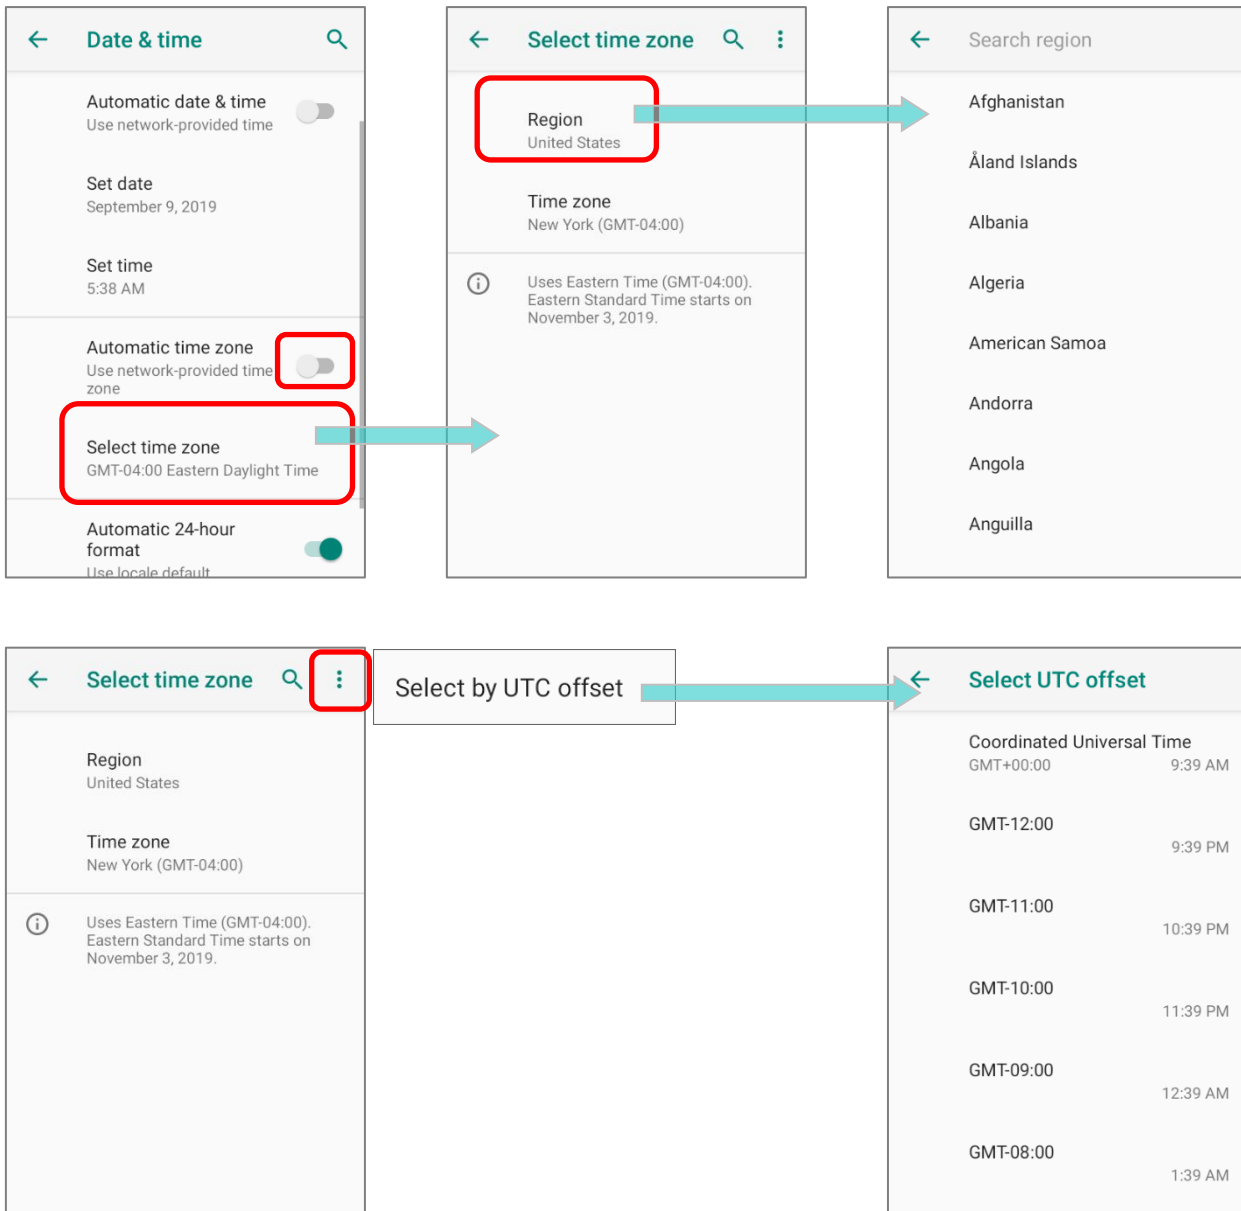 Date & time
Automatic date & time
Use network-provided time
Set date
September 9, 2019
Set time
5:38 AM
Automatic time zone
Use network-provided time
zone
Select time zone
GMT-04:00 Eastern Daylight Time
Automatic 24-hour
format
Use locale default
Select time zone
Region
United States
Time zone
New York (GMT-04:00)
Uses Eastern Time (GMT-04:00).
Eastern Standard Time starts on
November 3, 2019.
Search region
Afghanistan
Åland Islands
Albania
Algeria
American Samoa
Andorra
Angola
Anguilla
Select time zone
Region
United States
Time zone
New York (GMT-04:00)
Uses Eastern Time (GMT-04:00).
Eastern Standard Time starts on
November 3, 2019.
Select by UTC offset
Select UTC offset
Coordinated Universal Time
GMT+00:00 9:39 AM
GMT-12:00
9:39 PM
GMT-11:00
10:39 PM
GMT-10:00
11:39 PM
GMT-09:00
12:39 AM
GMT-08:00
1:39 AM